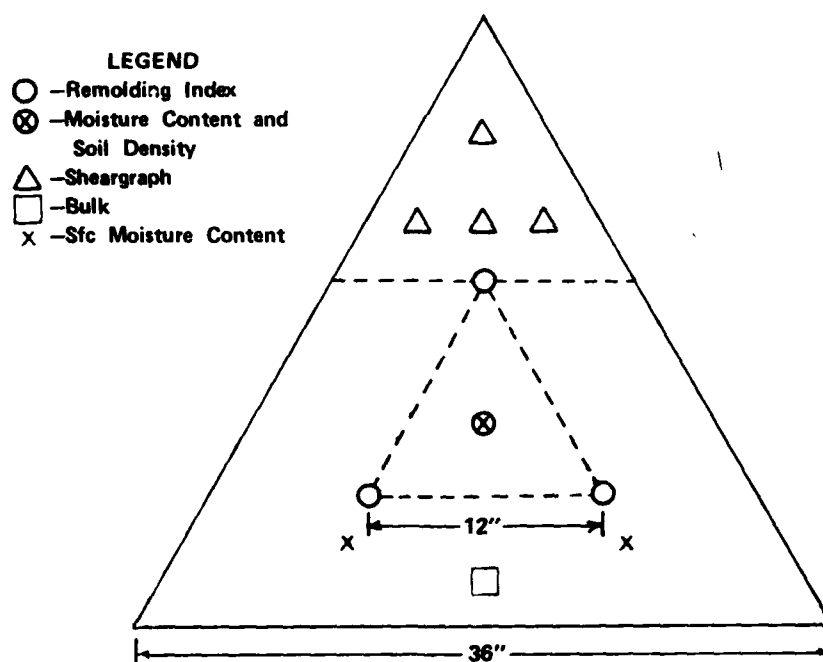 LEGEND
—Remolding Index
—Moisture Content and
Soil Density
—Sheargraph
—Bulk
x —Sfc Moisture Content
x
x
12"
36"